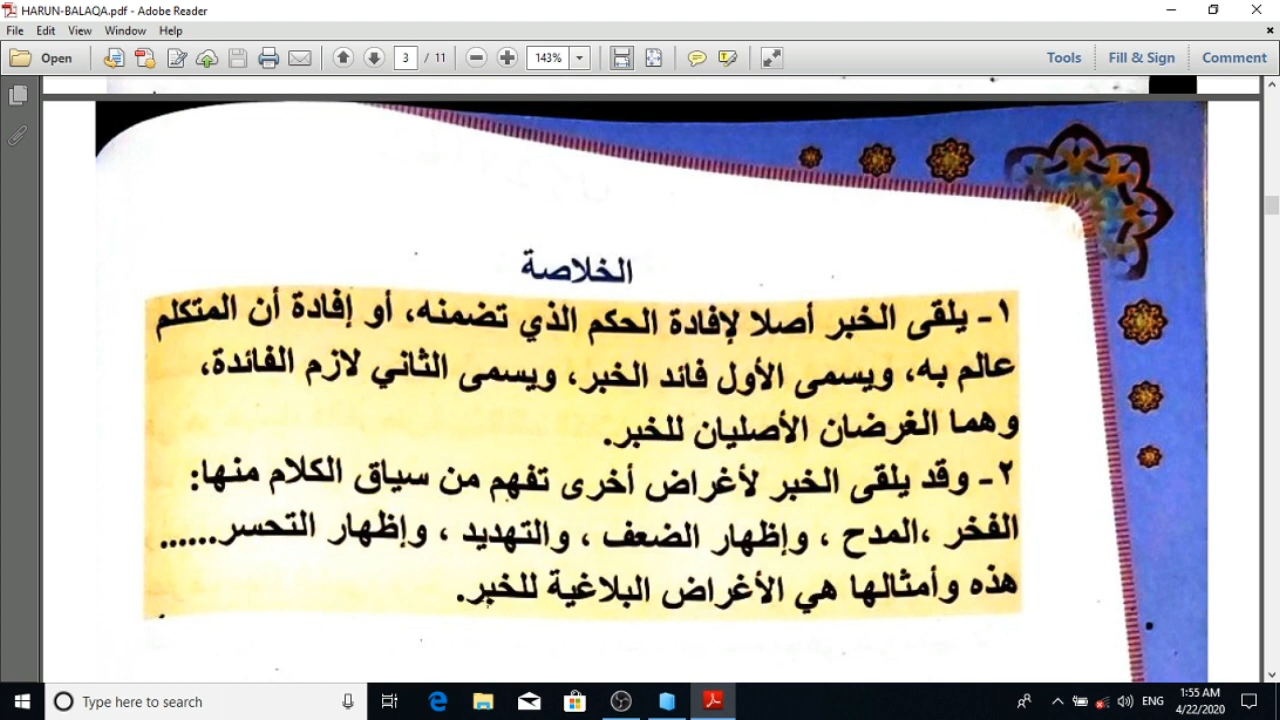 HARUN-BALAQA.pdf - Adobe Reader
File Edit View Window Help
Open 3 / 11 143% Tools Fill & Sign Comment
الخلاصة
١- يلقى الخبر أصلا لإفادة الحكم الذي تضمنه، أو إفادة أن المتكلم
عالم به، ويسمى الأول فائد الخبر، ويسمى الثاني لازم الفائدة،
وهما الغرضان الأصليان للخبر.
٢- وقد يلقى الخبر لأغراض أخرى تفهم من سياق الكلام منها:
الفخر ،المدح ، وإظهار الضعف ، والتهديد ، وإظهار التحسر......
هذه وأمثالها هي الأغراض البلاغية للخبر.
Type here to search ENG 1:55 AM
4/22/2020